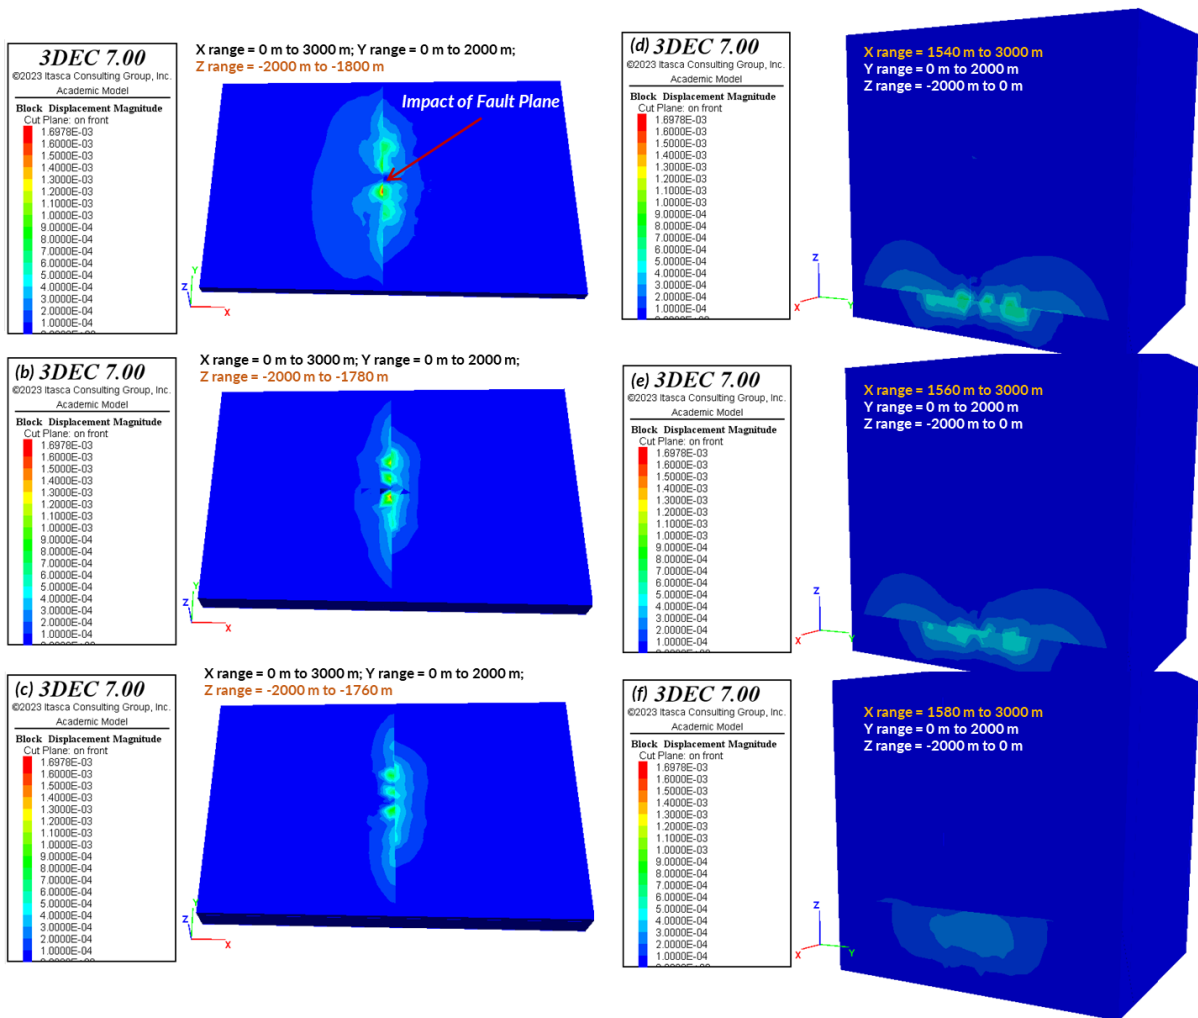 3DEC 7.00
©2023 Itasca Consulting Group, Inc.
Academic Model
Block Displacement Magnitude
Cut Plane: on front
1.6978E-03
1.6000E-03
1.5000E-03
1.4000E-03
1.3000E-03
1.2000E-03
1.1000E-03
1.0000E-03
9.0000E-04
8.0000E-04
7.0000E-04
6.0000E-04
5.0000E-04
4.0000E-04
3.0000E-04
2.0000E-04
1.0000E-04
X range = 0 m to 3000 m; Y range = 0 m to 2000 m;
Z range = -2000 m to -1800 m
Impact of Fault Plane
Y
Z
X
(b) 3DEC 7.00
©2023 Itasca Consulting Group, Inc.
Academic Model
Block Displacement Magnitude
Cut Plane: on front
1.6978E-03
1.6000E-03
1.5000E-03
1.4000E-03
1.3000E-03
1.2000E-03
1.1000E-03
1.0000E-03
9.0000E-04
8.0000E-04
7.0000E-04
6.0000E-04
5.0000E-04
4.0000E-04
3.0000E-04
2.0000E-04
1.0000E-04
X range = 0 m to 3000 m; Y range = 0 m to 2000 m;
Z range = -2000 m to -1780 m
Y
Z
X
(c) 3DEC 7.00
©2023 Itasca Consulting Group, Inc.
Academic Model
Block Displacement Magnitude
Cut Plane: on front
1.6978E-03
1.6000E-03
1.5000E-03
1.4000E-03
1.3000E-03
1.2000E-03
1.1000E-03
1.0000E-03
9.0000E-04
8.0000E-04
7.0000E-04
6.0000E-04
5.0000E-04
4.0000E-04
3.0000E-04
2.0000E-04
1.0000E-04
X range = 0 m to 3000 m; Y range = 0 m to 2000 m;
Z range = -2000 m to -1760 m
Y
Z
X
(d) 3DEC 7.00
©2023 Itasca Consulting Group, Inc.
Academic Model
Block Displacement Magnitude
Cut Plane: on front
1.6978E-03
1.6000E-03
1.5000E-03
1.4000E-03
1.3000E-03
1.2000E-03
1.1000E-03
1.0000E-03
9.0000E-04
8.0000E-04
7.0000E-04
6.0000E-04
5.0000E-04
4.0000E-04
3.0000E-04
2.0000E-04
1.0000E-04
X range = 1540 m to 3000 m
Y range = 0 m to 2000 m
Z range = -2000 m to 0 m
Z
X
Y
(e) 3DEC 7.00
©2023 Itasca Consulting Group, Inc.
Academic Model
Block Displacement Magnitude
Cut Plane: on front
1.6978E-03
1.6000E-03
1.5000E-03
1.4000E-03
1.3000E-03
1.2000E-03
1.1000E-03
1.0000E-03
9.0000E-04
8.0000E-04
7.0000E-04
6.0000E-04
5.0000E-04
4.0000E-04
3.0000E-04
2.0000E-04
1.0000E-04
X range = 1560 m to 3000 m
Y range = 0 m to 2000 m
Z range = -2000 m to 0 m
Z
X
Y
(f) 3DEC 7.00
©2023 Itasca Consulting Group, Inc.
Academic Model
Block Displacement Magnitude
Cut Plane: on front
1.6978E-03
1.6000E-03
1.5000E-03
1.4000E-03
1.3000E-03
1.2000E-03
1.1000E-03
1.0000E-03
9.0000E-04
8.0000E-04
7.0000E-04
6.0000E-04
5.0000E-04
4.0000E-04
3.0000E-04
2.0000E-04
1.0000E-04
X range = 1580 m to 3000 m
Y range = 0 m to 2000 m
Z range = -2000 m to 0 m
Z
X
Y